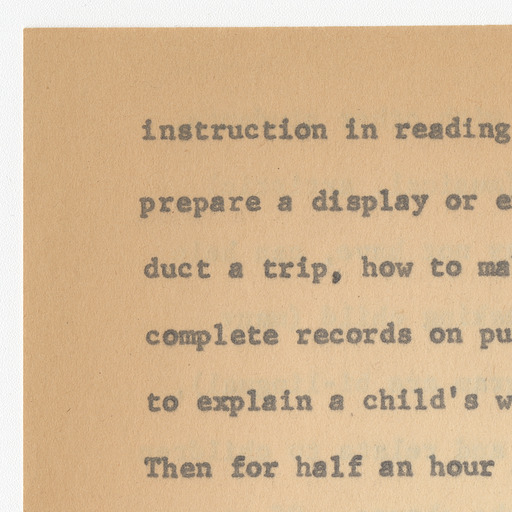 instruction in reading
prepare a display or e
duct a trip, how to ma
complete records on pu
to explain a child's w
Then for half an hour